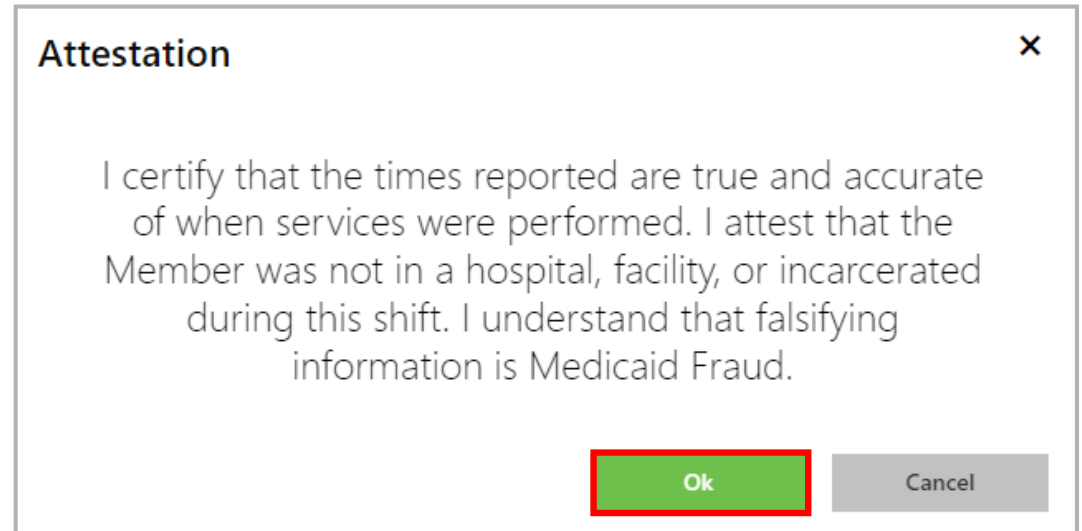 Attestation
×
I certify that the times reported are true and accurate
of when services were performed. I attest that the
Member was not in a hospital, facility, or incarcerated
during this shift. I understand that falsifying
information is Medicaid Fraud.
Ok Cancel